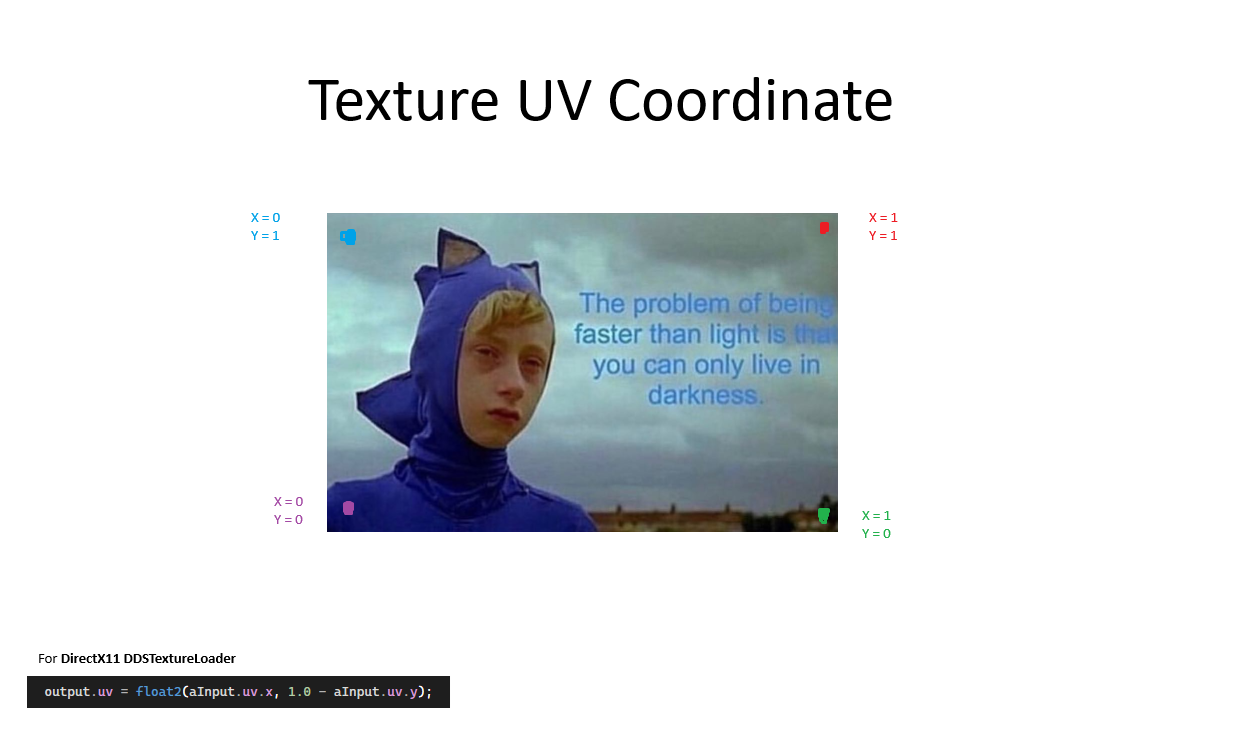 Texture UV Coordinate
X = 0
Y = 1
X = 1
Y = 1
The problem of being
faster than light is that
you can only live in
darkness.
X = 0
Y = 0
X = 1
Y = 0
For DirectX11 DDSTextureLoader
output.uv = float2(aInput.uv.x, 1.0 - aInput.uv.y);